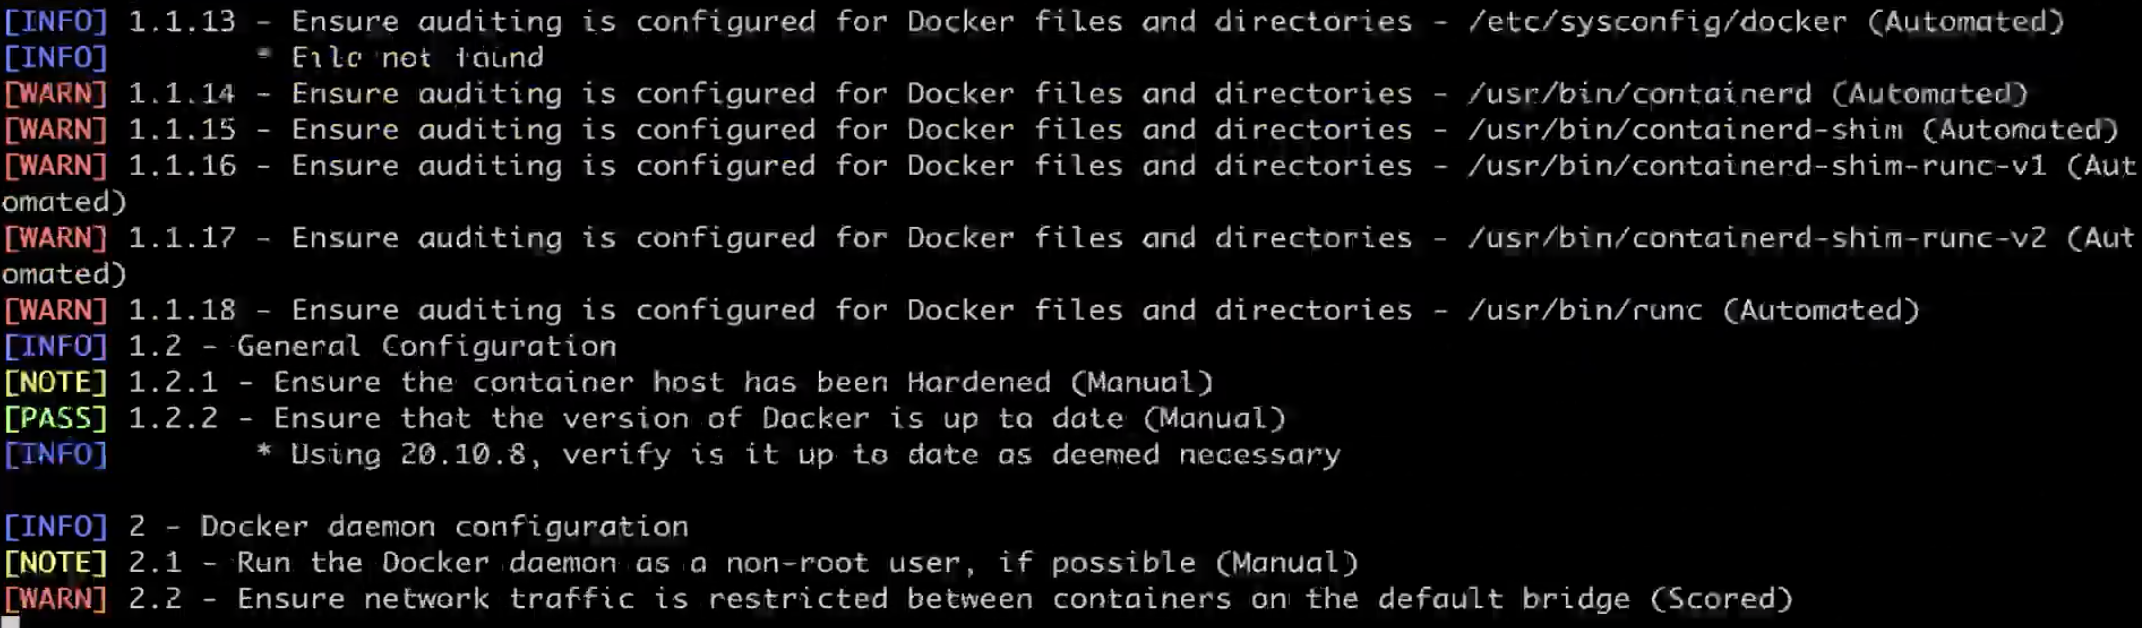 [INFO] 1.1.13 - Ensure auditing is configured for Docker files and directories - /etc/sysconfig/docker (Automated)
[INFO]        * File not found
[WARN] 1.1.14 - Ensure auditing is configured for Docker files and directories - /usr/bin/containerd (Automated)
[WARN] 1.1.15 - Ensure auditing is configured for Docker files and directories - /usr/bin/containerd-shim (Automated)
[WARN] 1.1.16 - Ensure auditing is configured for Docker files and directories - /usr/bin/containerd-shim-runc-v1 (Aut
omated)
[WARN] 1.1.17 - Ensure auditing is configured for Docker files and directories - /usr/bin/containerd-shim-runc-v2 (Aut
omated)
[WARN] 1.1.18 - Ensure auditing is configured for Docker files and directories - /usr/bin/runc (Automated)
[INFO] 1.2 - General Configuration
[NOTE] 1.2.1 - Ensure the container host has been Hardened (Manual)
[PASS] 1.2.2 - Ensure that the version of Docker is up to date (Manual)
[INFO]        * Using 20.10.8, verify is it up to date as deemed necessary
[INFO] 2 - Docker daemon configuration
[NOTE] 2.1 - Run the Docker daemon as a non-root user, if possible (Manual)
[WARN] 2.2 - Ensure network traffic is restricted between containers on the default bridge (Scored)